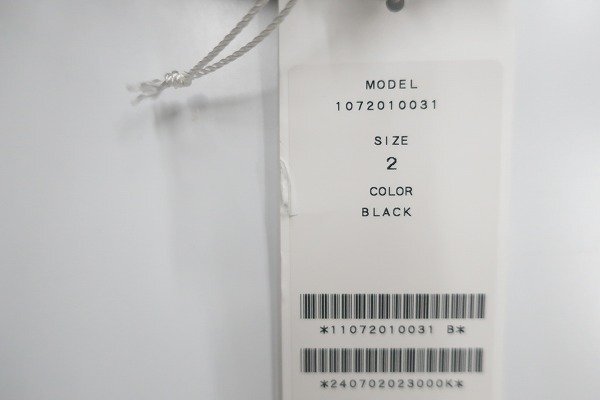 MODEL
1072010031
SIZE
2
COLOR
BLACK
*11072010031 B*
*240702023000K*